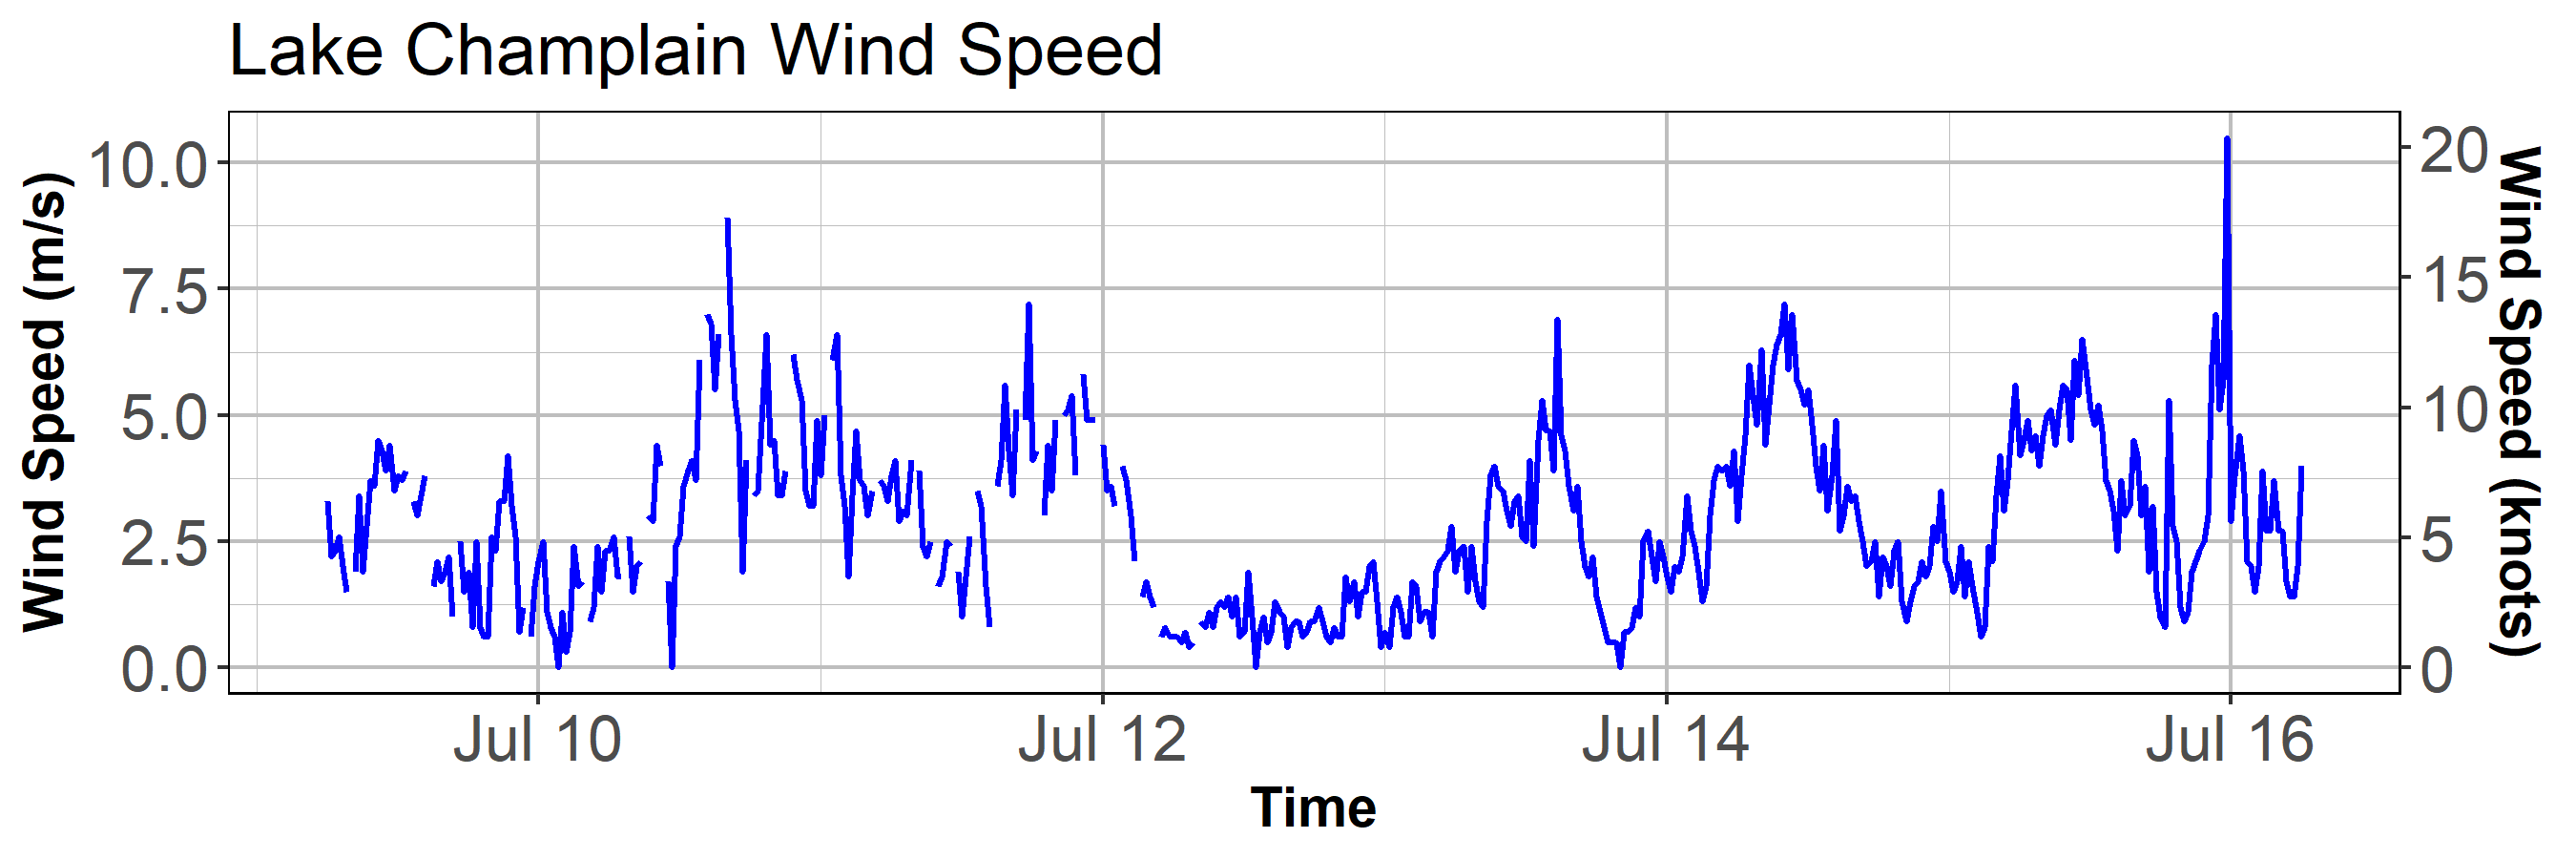 Lake Champlain Wind Speed
Wind Speed (m/s)
10.0
7.5
5.0
2.5
0.0
20
15
10
5
0
Wind Speed (knots)
Jul 10
Jul 12
Jul 14
Jul 16
Time